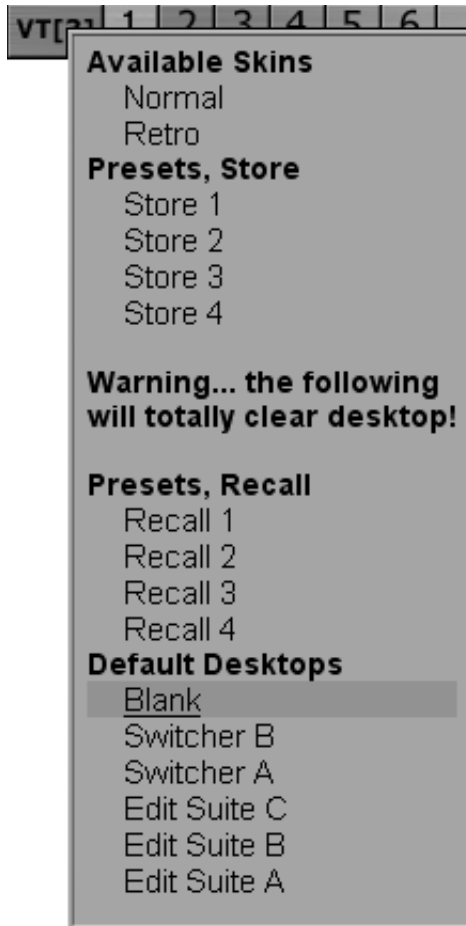 VT[3] 1 2 3 4 5 6
Available Skins
Normal
Retro
Presets, Store
Store 1
Store 2
Store 3
Store 4
Warning... the following
will totally clear desktop!
Presets, Recall
Recall 1
Recall 2
Recall 3
Recall 4
Default Desktops
Blank
Switcher B
Switcher A
Edit Suite C
Edit Suite B
Edit Suite A